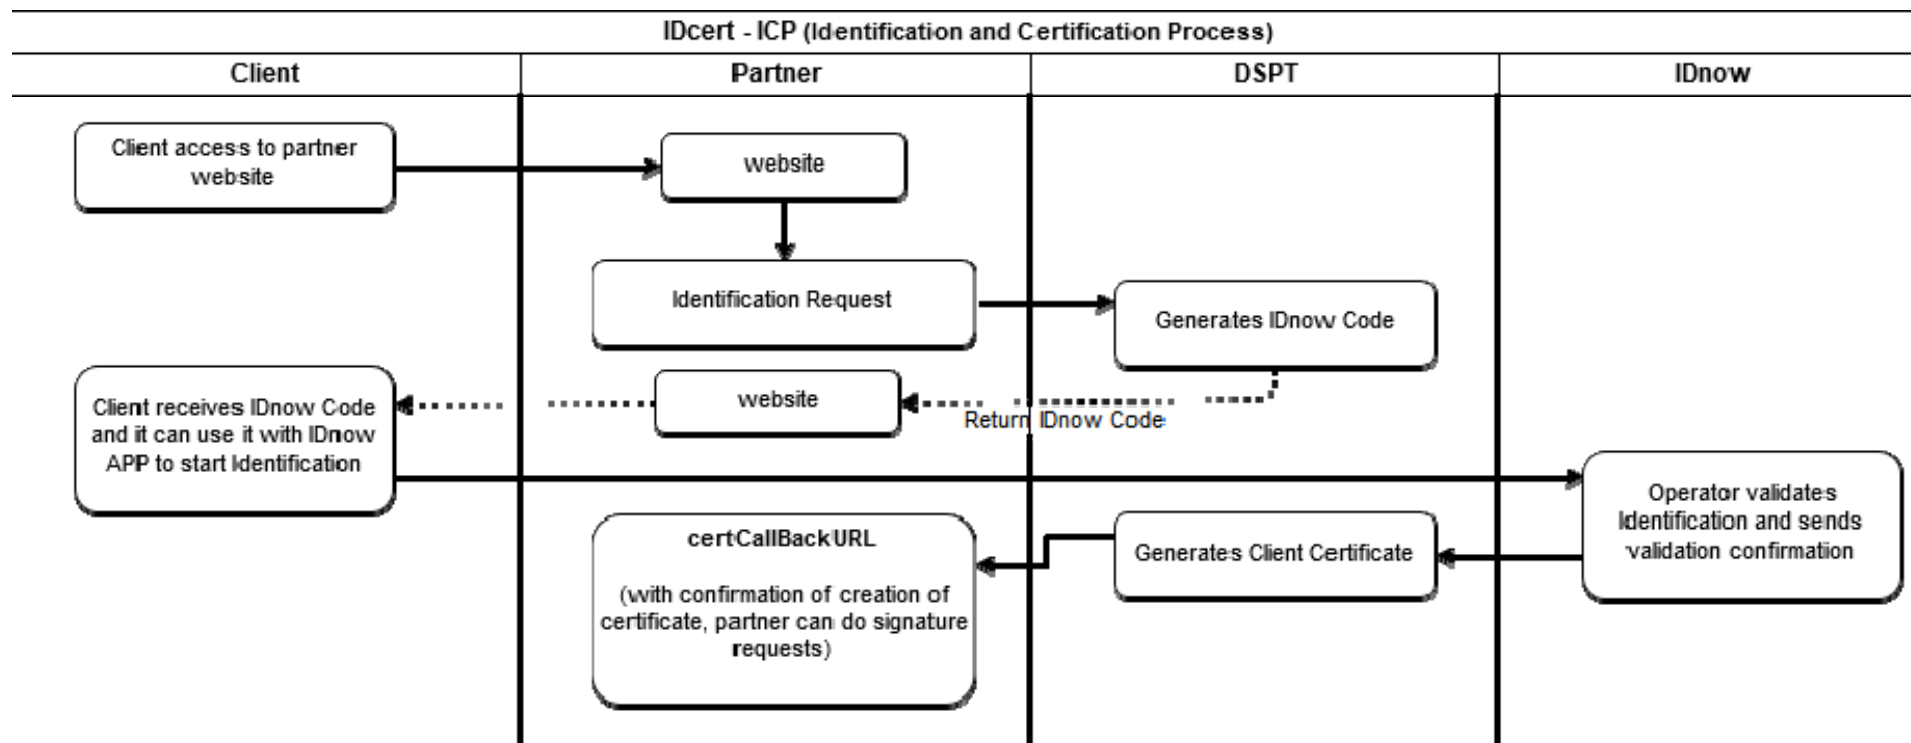 IDcert - ICP (Identification and Certification Process)
Client
Partner
DSPT
IDnow
Client access to partner
website
website
Identification Request
Generates IDnow Code
Client receives IDnow Code
and it can use it with IDnow
APP to start Identification
website
Return IDnow Code
Operator validates
Identification and sends
validation confirmation
Generates Client Certificate
certCallBackURL
(with confirmation of creation of
certificate, partner can do signature
requests)